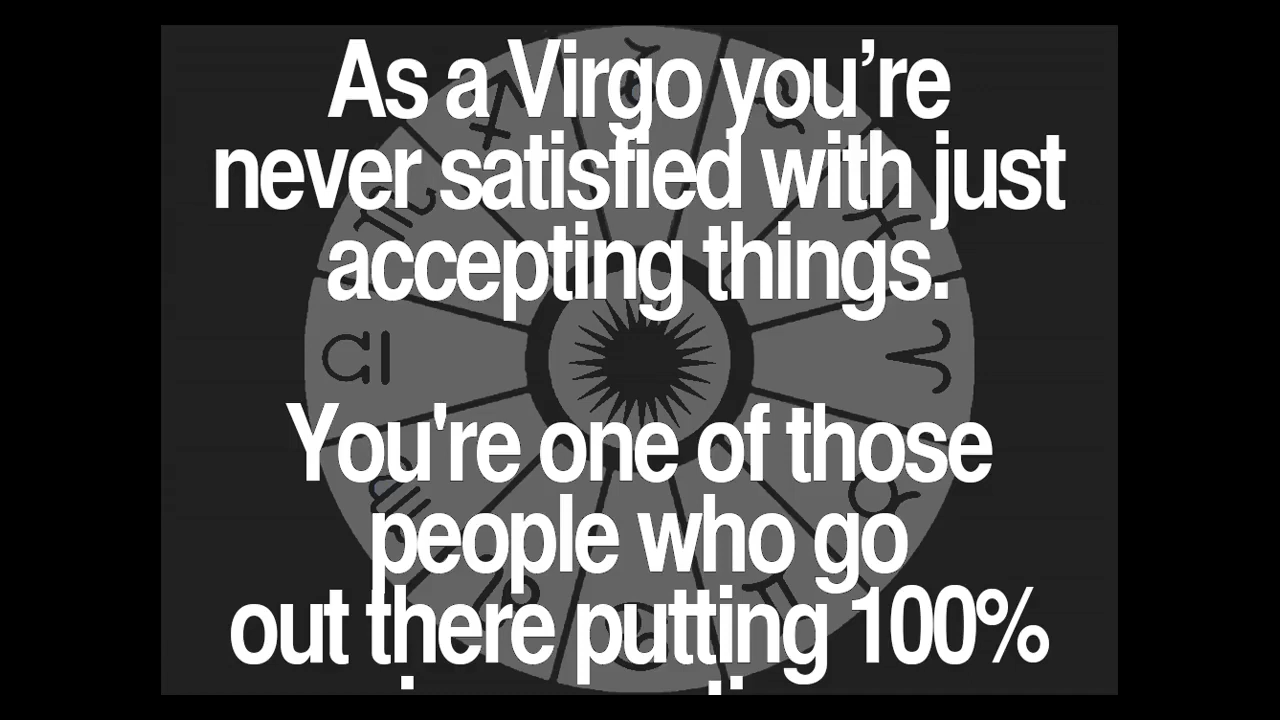 As a Virgo you’re
never satisfied with just
accepting things.
You're one of those
people who go
out there putting 100%